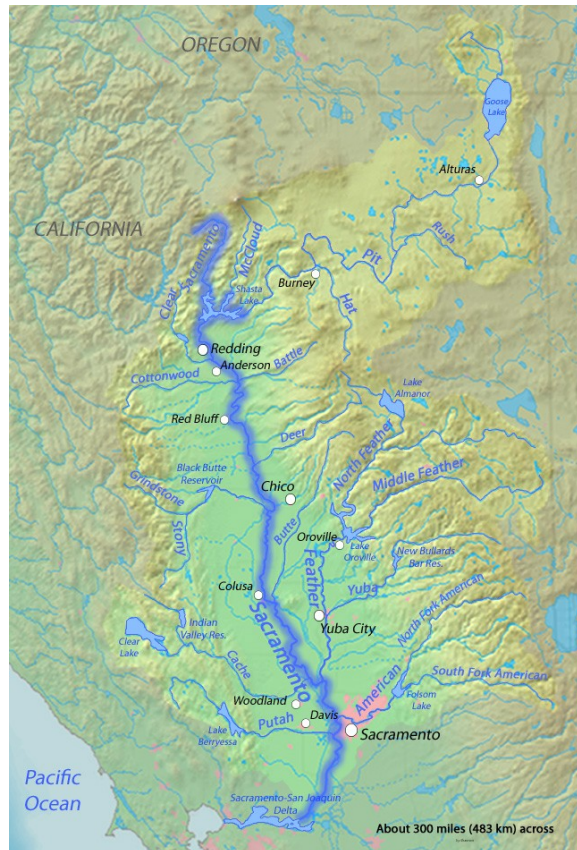 OREGON
Goose
Lake
Alturas
CALIFORNIA
Rush
Pit
McCloud
Sacramento
Clear
Burney
Hat
Shasta
Lake
Redding
Battle
Anderson
Cottonwood
Lake
Almanor
Red Bluff
Deer
North Feather
Middle Feather
Black Butte
Reservoir
Grindstone
Chico
Butte
Stony
Oroville
Lake
Oroville
New Bullards
Bar Res.
Feather
Yuba
Colusa
Sacramento
Yuba City
North Fork American
Indian
Valley Res.
Clear
Lake
Cache
South Fork American
American
Folsom
Lake
Woodland
Davis
Putah
Sacramento
Lake
Berryessa
Pacific
Ocean
Sacramento-San Joaquin
Delta
About 300 miles (483 km) across